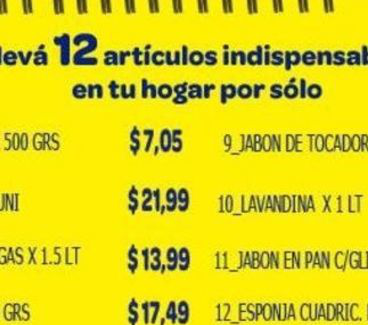 levá 12 artículos indispensab
en tu hogar por sólo
500 GRS $7,05 9_JABON DE TOCADOR
UNI $21,99 10_LAVANDINA X 1 LT
GAS X 1.5 LT $13,99 11_JABON EN PAN C/GLI
GRS $17,49 12_ESPONJA CUADRIC.